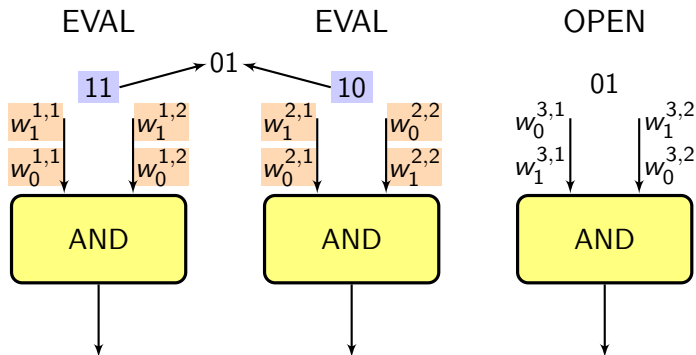 EVAL EVAL OPEN
01
11 10 01
w_1^{1,1} w_1^{1,2} w_1^{2,1} w_0^{2,2} w_0^{3,1} w_1^{3,2}
w_0^{1,1} w_0^{1,2} w_0^{2,1} w_1^{2,2} w_1^{3,1} w_0^{3,2}
AND AND AND